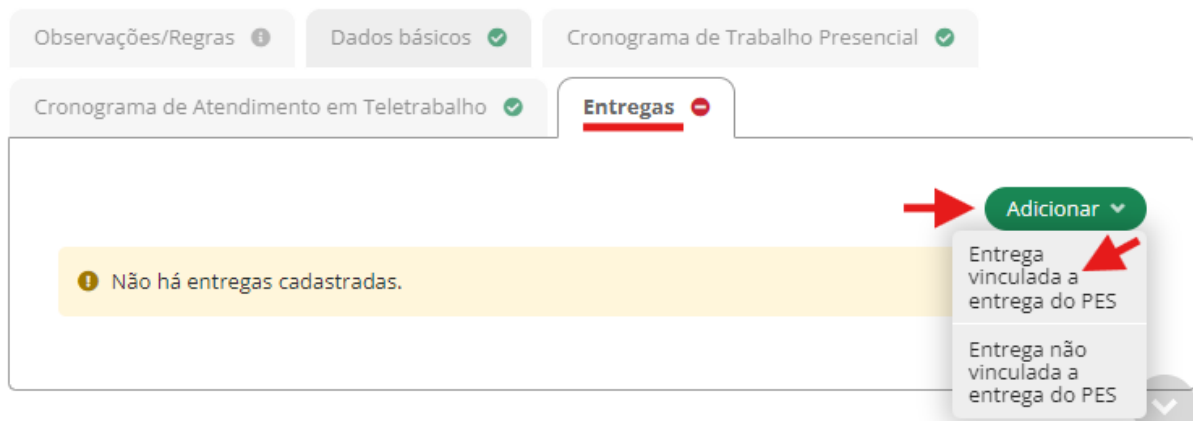 Observações/Regras
Dados básicos
Cronograma de Trabalho Presencial
Cronograma de Atendimento em Teletrabalho
Entregas
Adicionar
Entrega
vinculada a
entrega do PES
Não há entregas cadastradas.
Entrega não
vinculada a
entrega do PES